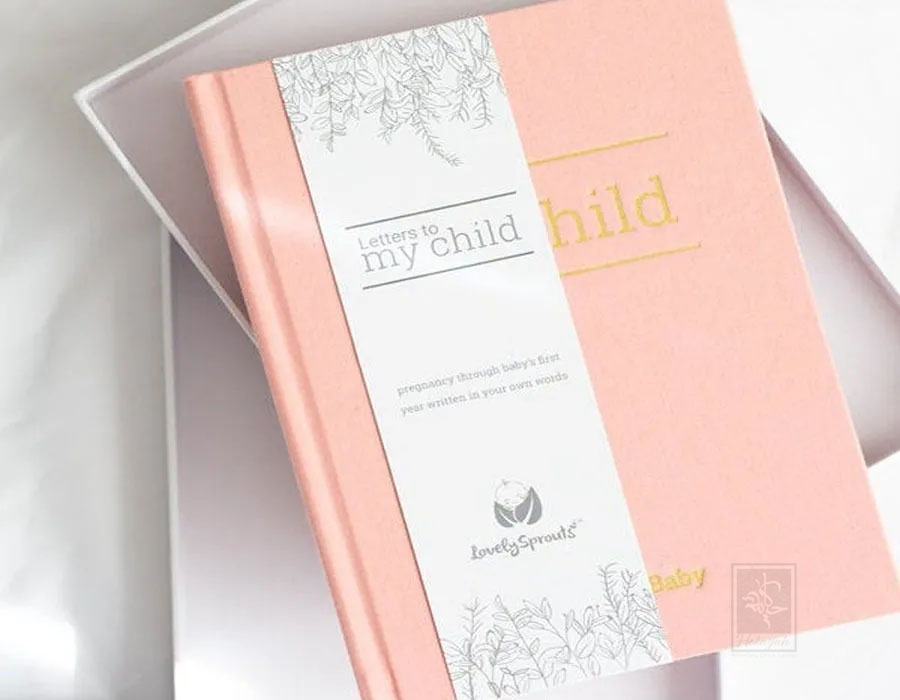 Letters to
my child
hild
pregnancy through baby's first
year written in your own words
LovelySprouts
Baby